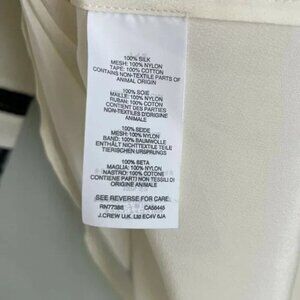 100% SILK
MESH: 100% NYLON
TAPE: 100% COTTON
CONTAINS NON-TEXTILE PARTS OF
ANIMAL ORIGIN
100% SOIE
MAILLE: 100% NYLON
RUBAN: 100% COTON
CONTIENT DES PARTIES
NON-TEXTILES D'ORIGINE
ANIMALE
100% SEIDE
MESH: 100% NYLON
BAND: 100% BAUMWOLLE
ENTHÄLT NICHTTEXTILE TEILE
TIERISCHEN URSPRUNGS
100% SETA
MAGLIA: 100% NYLON
NASTRO: 100% COTONE
CONTIENE PARTI NON TESSILI DI
ORIGINE ANIMALE
SEE REVERSE FOR CARE
RN77388 CA56445
J.CREW U.K. Ltd EC4V 6JA